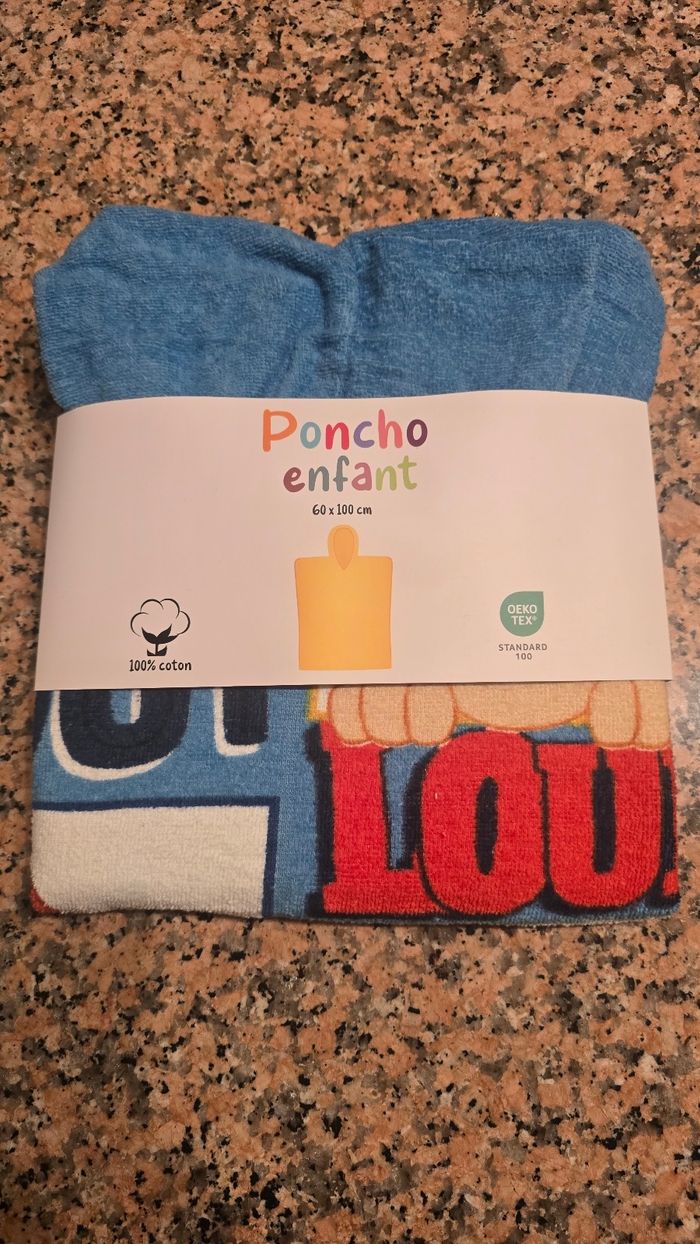 Poncho
enfant
60 x 100 cm
OEKO
TEX®
STANDARD
100
100% coton
LOU